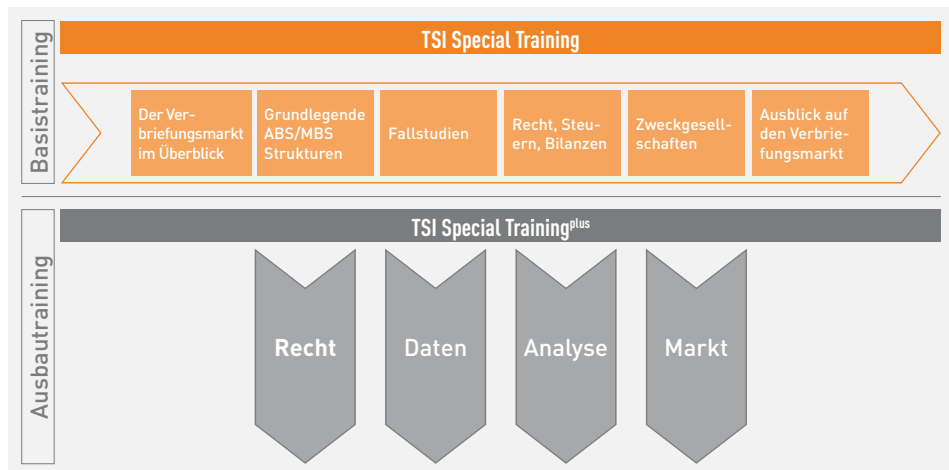 Basistraining
TSI Special Training
Der Ver-
briefungsmarkt
im Überblick
Grundlegende
ABS/MBS
Strukturen
Fallstudien
Recht, Steu-
ern, Bilanzen
Zweckgesell-
schaften
Ausblick auf
den Verbrie-
fungsmarkt
Ausbautraining
TSI Special Trainingplus
Recht
Daten
Analyse
Markt